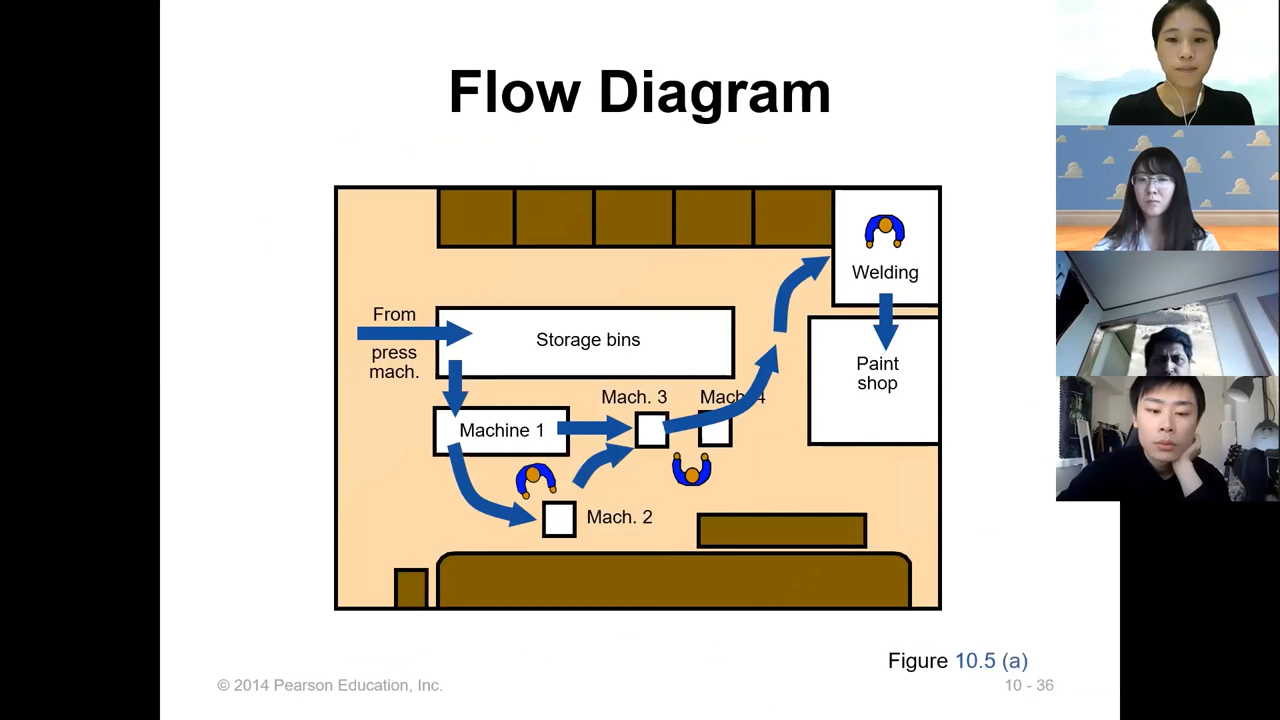 Flow Diagram
Welding
From
Storage bins
press
mach.
Paint
shop
Mach. 3
Mach. 4
Machine 1
Mach. 2
Figure 10.5 (a)
© 2014 Pearson Education, Inc.
10 - 36